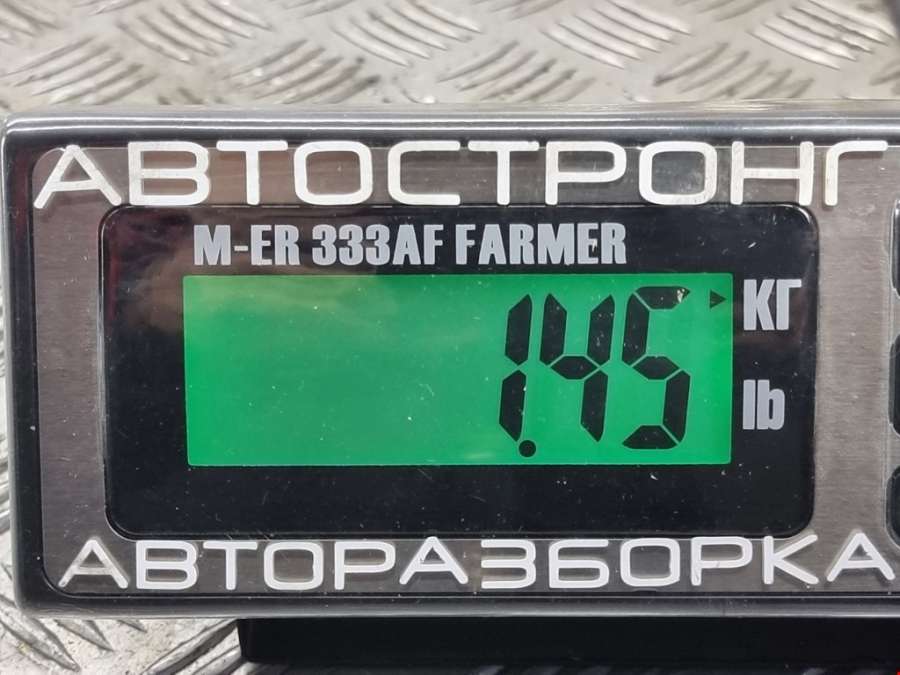 АВТОСТРОНГ
M-ER 333AF FARMER
1.45 КГ
lb
АВТОРАЗБОРКА